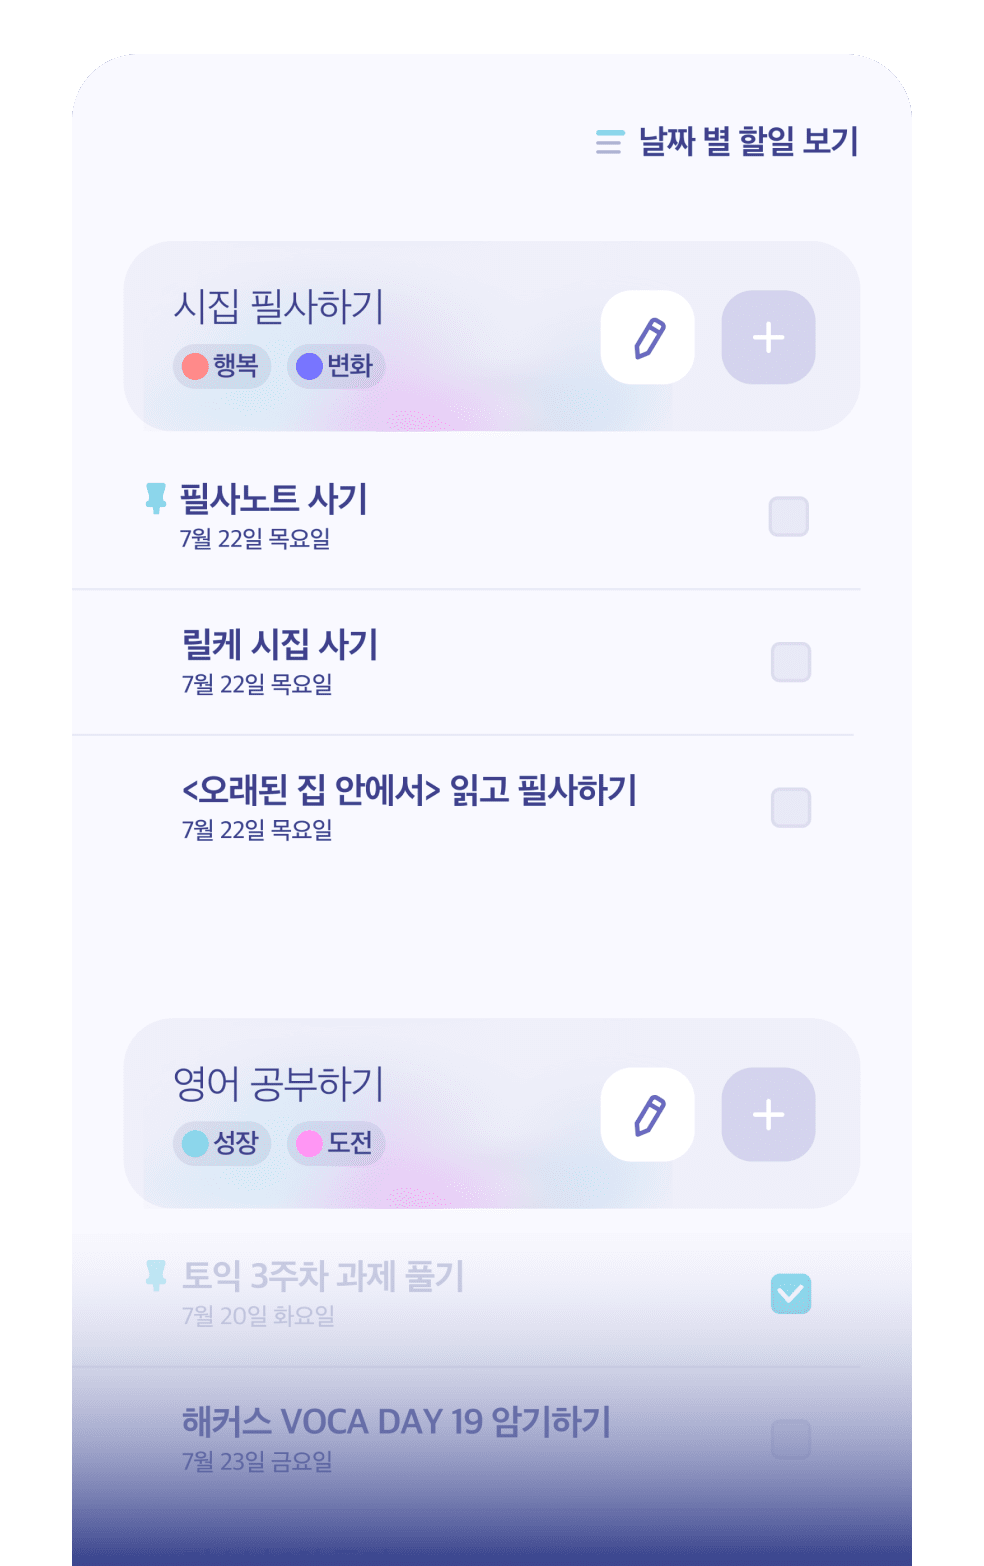 날짜 별 할일 보기
시집 필사하기
행복 변화
필사노트 사기
7월 22일 목요일
릴케 시집 사기
7월 22일 목요일
<오래된 집 안에서> 읽고 필사하기
7월 22일 목요일
영어 공부하기
성장 도전
토익 3주차 과제 풀기
7월 20일 화요일
해커스 VOCA DAY 19 암기하기
7월 23일 금요일